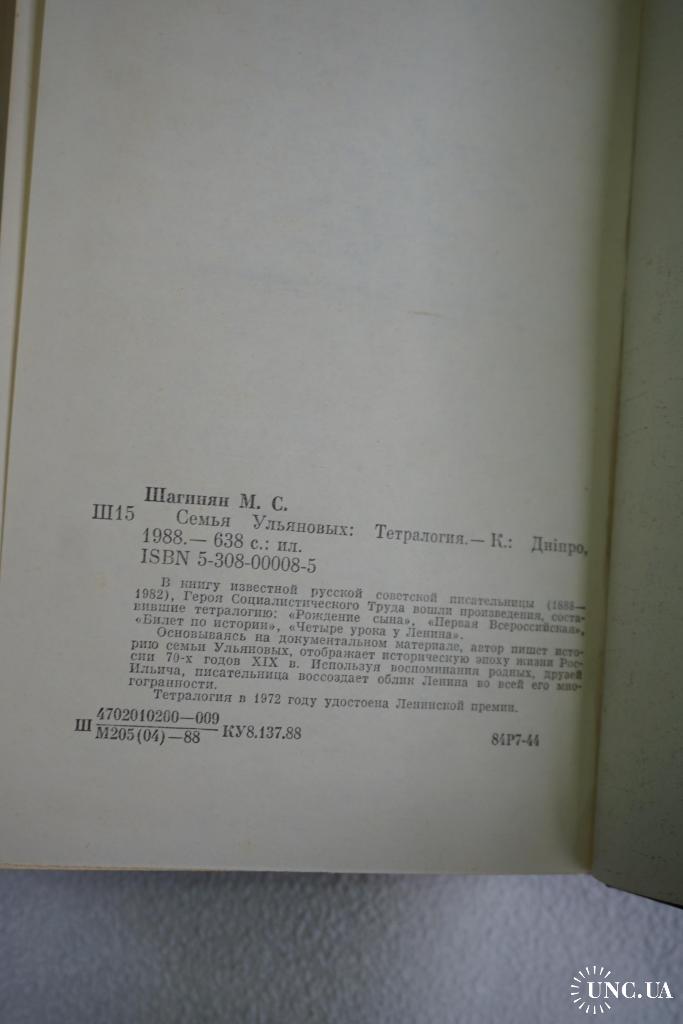 Шагинян М. С.
Ш15 Семья Ульяновых: Тетралогия.— К.: Дніпро,
1988.— 638 с.: ил.
ISBN 5-308-00008-5
В книгу известной русской советской писательницы (1888—
1982), Героя Социалистического Труда вошли произведения, соста-
вившие тетралогию: «Рождение сына», «Первая Всероссийская»,
«Билет по истории», «Четыре урока у Ленина».
Основываясь на документальном материале, автор пишет исто-
рию семьи Ульяновых, отображает историческую эпоху жизни Рос-
сии 70-х годов XIX в. Используя воспоминания родных, друзей
Ильича, писательница воссоздает облик Ленина во всей его мно-
гогранности.
Тетралогия в 1972 году удостоена Ленинской премии.
Ш 4702010200—009
М205(04)—88 КУ8.137.88
84Р7-44
UNC.UA